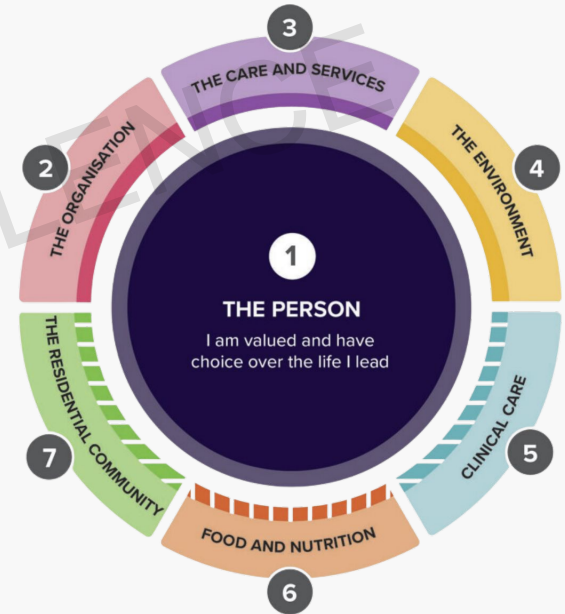 3
THE CARE AND SERVICES
2
THE ORGANISATION
4
THE ENVIRONMENT
1
THE PERSON
I am valued and have
choice over the life I lead
THE RESIDENTIAL COMMUNITY
7
CLINICAL CARE
5
FOOD AND NUTRITION
6
LENCE